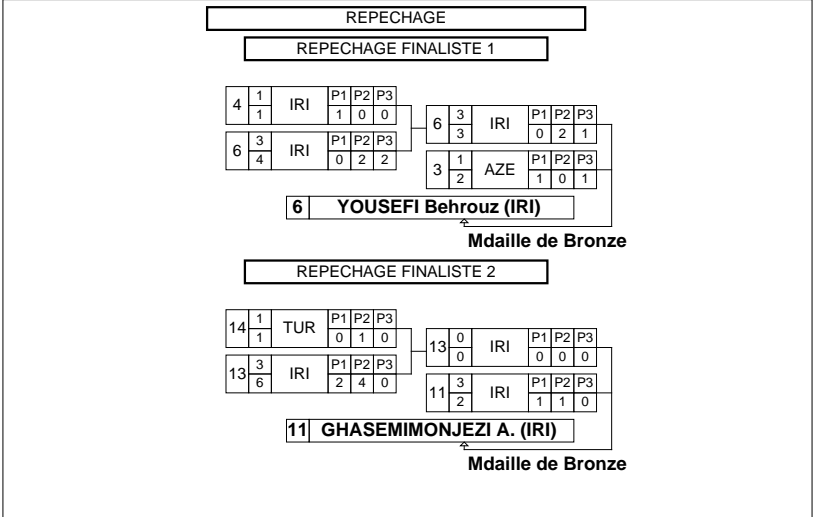 REPECHAGE
REPECHAGE FINALISTE 1
4 1 IRI P1 P2 P3
1 1 0 0
6 3 IRI P1 P2 P3
4 0 2 2
6 3 IRI P1 P2 P3
3 0 2 1
3 1 AZE P1 P2 P3
2 1 0 1
6 YOUSEFI Behrouz (IRI)
Mdaille de Bronze
REPECHAGE FINALISTE 2
14 1 TUR P1 P2 P3
1 0 1 0
13 3 IRI P1 P2 P3
6 2 4 0
13 0 IRI P1 P2 P3
0 0 0 0
11 3 IRI P1 P2 P3
2 1 1 0
11 GHASEMIMONJEZI A. (IRI)
Mdaille de Bronze